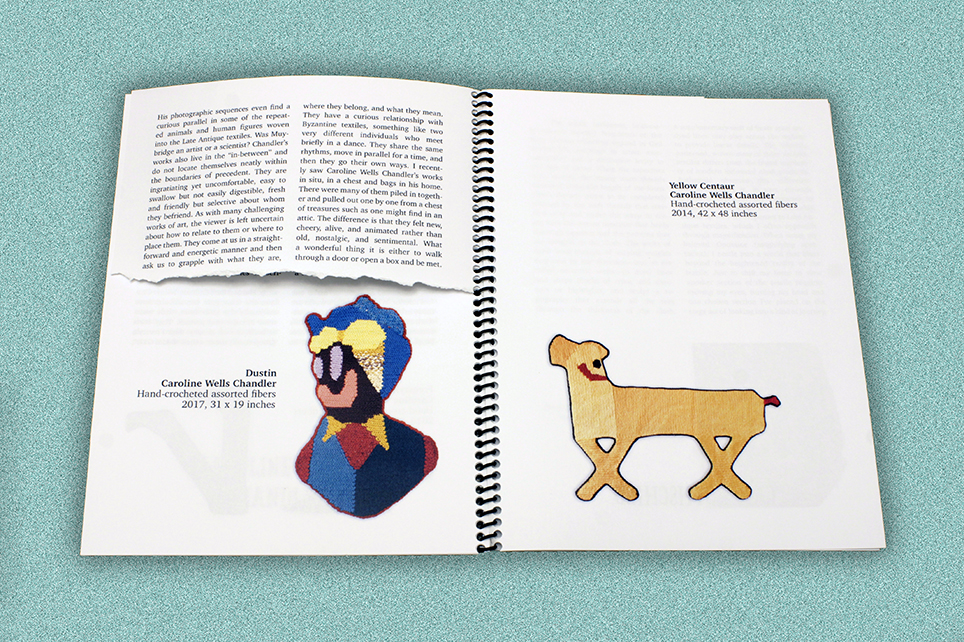 His photographic sequences even find a
curious parallel in some of the repeat-
ed animals and human figures woven
into the Late Antique textiles. Was Muy-
bridge an artist or a scientist? Chandler's
works also live in the "in-between" and
do not locate themselves neatly within
the boundaries of precedent. They are
ingratiating yet uncomfortable, easy to
swallow but not easily digestible, fresh
and friendly but selective about whom
they befriend. As with many challenging
works of art, the viewer is left uncertain
about how to relate to them or where to
place them. They come at us in a straight-
forward and energetic manner and then
ask us to grapple with what they are,
where they belong, and what they mean.
They have a curious relationship with
Byzantine textiles, something like two
very different individuals who meet
briefly in a dance. They share the same
rhythms, move in parallel for a time, and
then they go their own ways. I recent-
ly saw Caroline Wells Chandler's works
in situ, in a chest and bags in his home.
There were many of them piled in togeth-
er and pulled out one by one from a chest
of treasures such as one might find in an
attic. The difference is that they felt new,
cheery, alive, and animated rather than
old, nostalgic, and sentimental. What
a wonderful thing it is either to walk
through a door or open a box and be met.
Dustin
Caroline Wells Chandler
Hand-crocheted assorted fibers
2017, 31 x 19 inches
Yellow Centaur
Caroline Wells Chandler
Hand-crocheted assorted fibers
2014, 42 x 48 inches